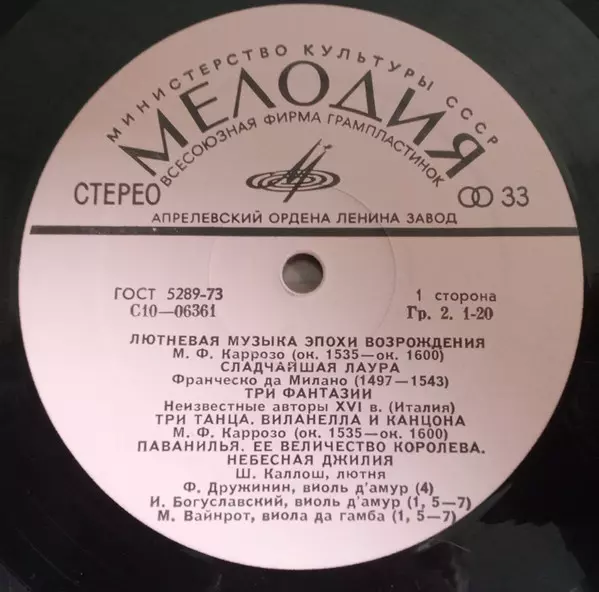 МИНИСТЕРСТВО КУЛЬТУРЫ СССР
МЕЛОДИЯ
ВСЕСОЮЗНАЯ ФИРМА ГРАМПЛАСТИНОК
СТЕРЕО
33
АПРЕЛЕВСКИЙ ОРДЕНА ЛЕНИНА ЗАВОД
ГОСТ 5289-73
1 сторона
С10—06361
Гр. 2. 1-20
ЛЮТНЕВАЯ МУЗЫКА ЭПОХИ ВОЗРОЖДЕНИЯ
М. Ф. Каррозо (ок. 1535—ок. 1600)
СЛАДЧАЙШАЯ ЛАУРА
Франческо да Милано (1497—1543)
ТРИ ФАНТАЗИИ
Неизвестные авторы XVI в. (Италия)
ТРИ ТАНЦА. ВИЛАНЕЛЛА И КАНЦОНА
М. Ф. Каррозо (ок. 1535—ок. 1600)
ПАВАНИЛЬЯ. ЕЕ ВЕЛИЧЕСТВО КОРОЛЕВА.
НЕБЕСНАЯ ДЖИЛИЯ
Ш. Каллош, лютня
Ф. Дружинин, виоль д'амур (4)
И. Богуславский, виоль д'амур (1, 5—7)
М. Вайнрот, виола да гамба (1, 5—7)